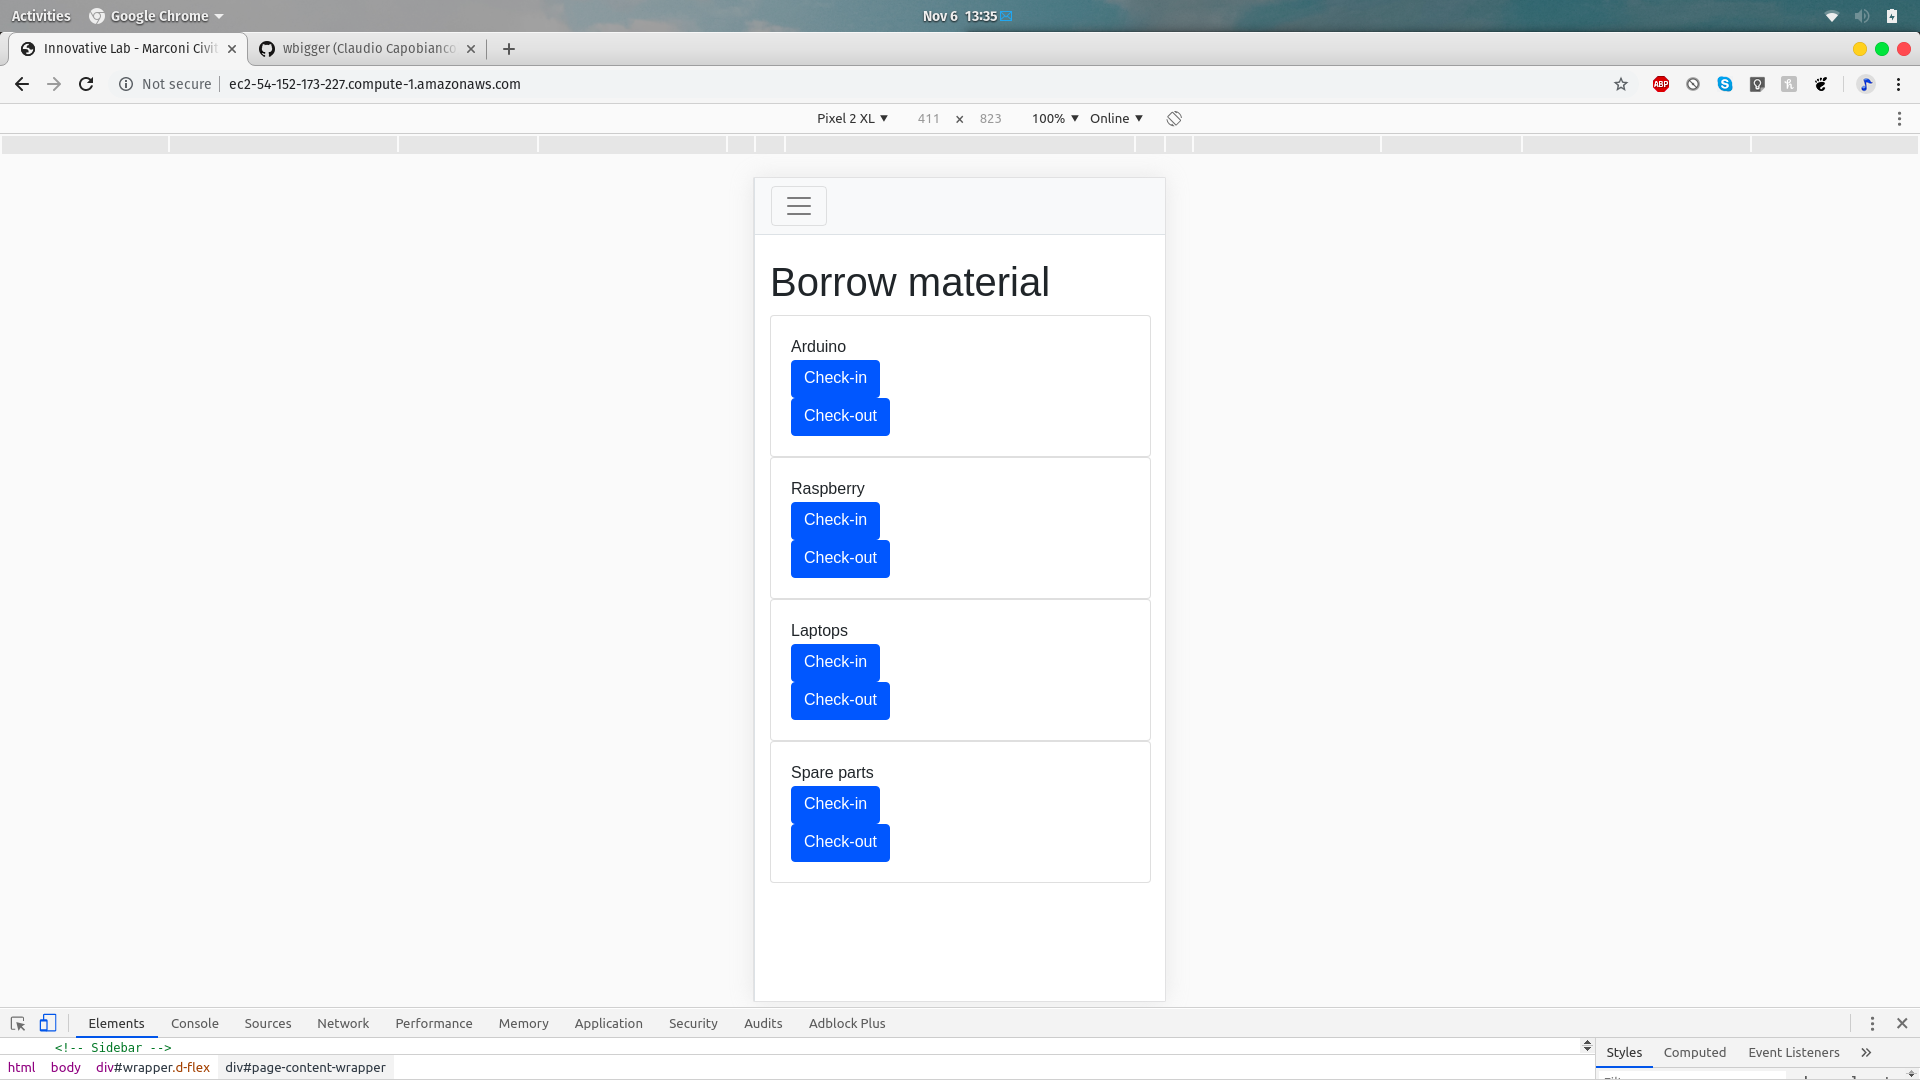 Activities Google Chrome Nov 6 13:35
Innovative Lab - Marconi Civit wbigger (Claudio Capobianco
Not secure ec2-54-152-173-227.compute-1.amazonaws.com ABP
Pixel 2 XL ▼ 411 × 823 100% ▼ Online ▼
Borrow material
Arduino
Check-in
Check-out
Raspberry
Check-in
Check-out
Laptops
Check-in
Check-out
Spare parts
Check-in
Check-out
Elements Console Sources Network Performance Memory Application Security Audits Adblock Plus
<!-- Sidebar -->
Styles Computed Event Listeners »
html body div#wrapper.d-flex div#page-content-wrapper